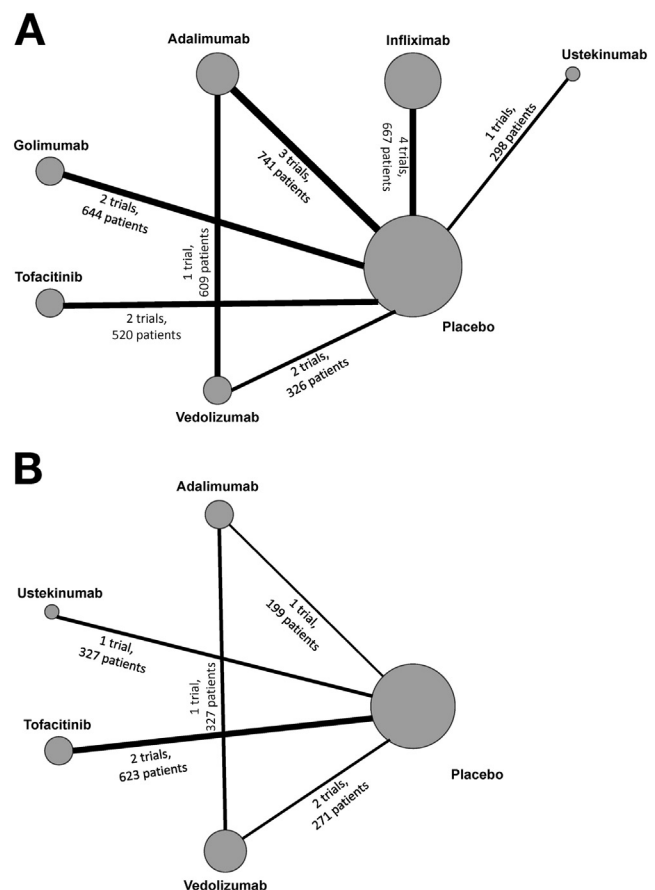 A
Adalimumab
Infliximab
Ustekinumab
1 trial,
298 patients
4 trials,
667 patients
3 trials,
741 patients
Golimumab
2 trials,
644 patients
1 trial,
609 patients
Tofacitinib
2 trials,
520 patients
Placebo
2 trials,
326 patients
Vedolizumab
B
Adalimumab
Ustekinumab
1 trial,
199 patients
1 trial,
327 patients
1 trial,
327 patients
Tofacitinib
2 trials,
623 patients
Placebo
2 trials,
271 patients
Vedolizumab